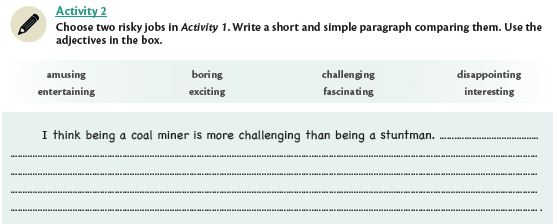 Activity 2
Choose two risky jobs in Activity 1. Write a short and simple paragraph comparing them. Use the
adjectives in the box.
amusing boring challenging disappointing
entertaining exciting fascinating interesting
I think being a coal miner is more challenging than being a stuntman. ..................................